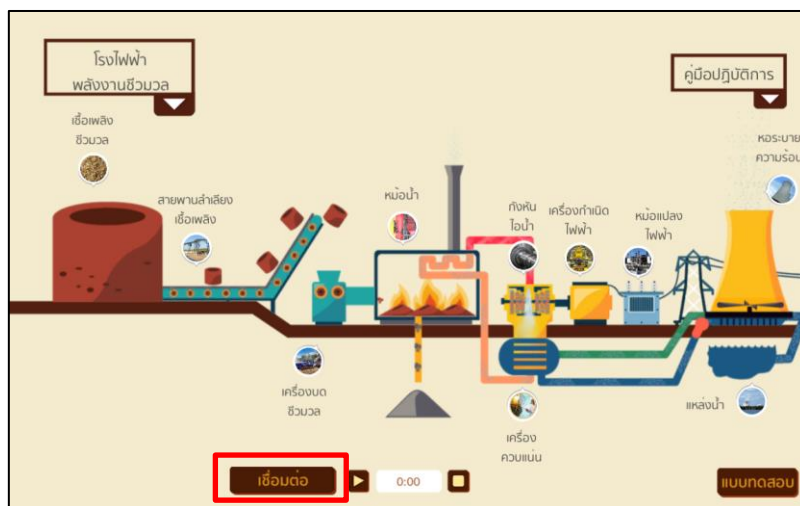 โรงไฟฟ้า
พลังงานชีวมวล
คู่มือปฏิบัติการ
เชื้อเพลิง
ชีวมวล
หอระบาย
ความร้อน
สายพานลำเลียง
เชื้อเพลิง
หม้อน้ำ
กังหัน
ไอน้ำ
เครื่องกำเนิด
ไฟฟ้า
หม้อแปลง
ไฟฟ้า
เครื่องบด
ชีวมวล
เครื่อง
ควบแน่น
แหล่งน้ำ
เชื่อมต่อ
0:00
แบบทดสอบ